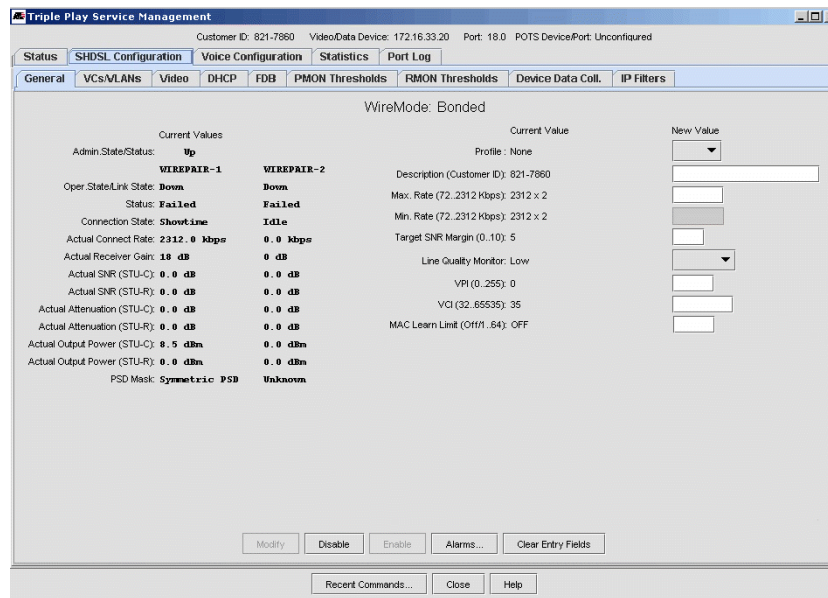 Triple Play Service Management
Customer ID: 821-7860 Video/Data Device: 172.16.33.20 Port: 18.0 POTS Device/Port: Unconfigured
Status SHDSL Configuration Voice Configuration Statistics Port Log
General VCs/VLANs Video DHCP FDB PMON Thresholds RMON Thresholds Device Data Coll. IP Filters
WireMode: Bonded
Current Values
Admin.State/Status: Up
WIREPAIR-1 WIREPAIR-2
Oper.State/Link State: Down Down
Status: Failed Failed
Connection State: Showtime Idle
Actual Connect Rate: 2312.0 kbps 0.0 kbps
Actual Receiver Gain: 18 dB 0 dB
Actual SNR (STU-C): 0.0 dB 0.0 dB
Actual SNR (STU-R): 0.0 dB 0.0 dB
Actual Attenuation (STU-C): 0.0 dB 0.0 dB
Actual Attenuation (STU-R): 0.0 dB 0.0 dB
Actual Output Power (STU-C): 8.5 dBm 0.0 dBm
Actual Output Power (STU-R): 0.0 dBm 0.0 dBm
PSD Mask: Symmetric PSD Unknown
Current Value New Value
Profile : None
Description (Customer ID): 821-7860
Max. Rate (72..2312 Kbps): 2312 x 2
Min. Rate (72..2312 Kbps): 2312 x 2
Target SNR Margin (0..10): 5
Line Quality Monitor: Low
VPI (0..255): 0
VCI (32..65535): 35
MAC Learn Limit (Off/1..64): OFF
Modify Disable Enable Alarms... Clear Entry Fields
Recent Commands... Close Help